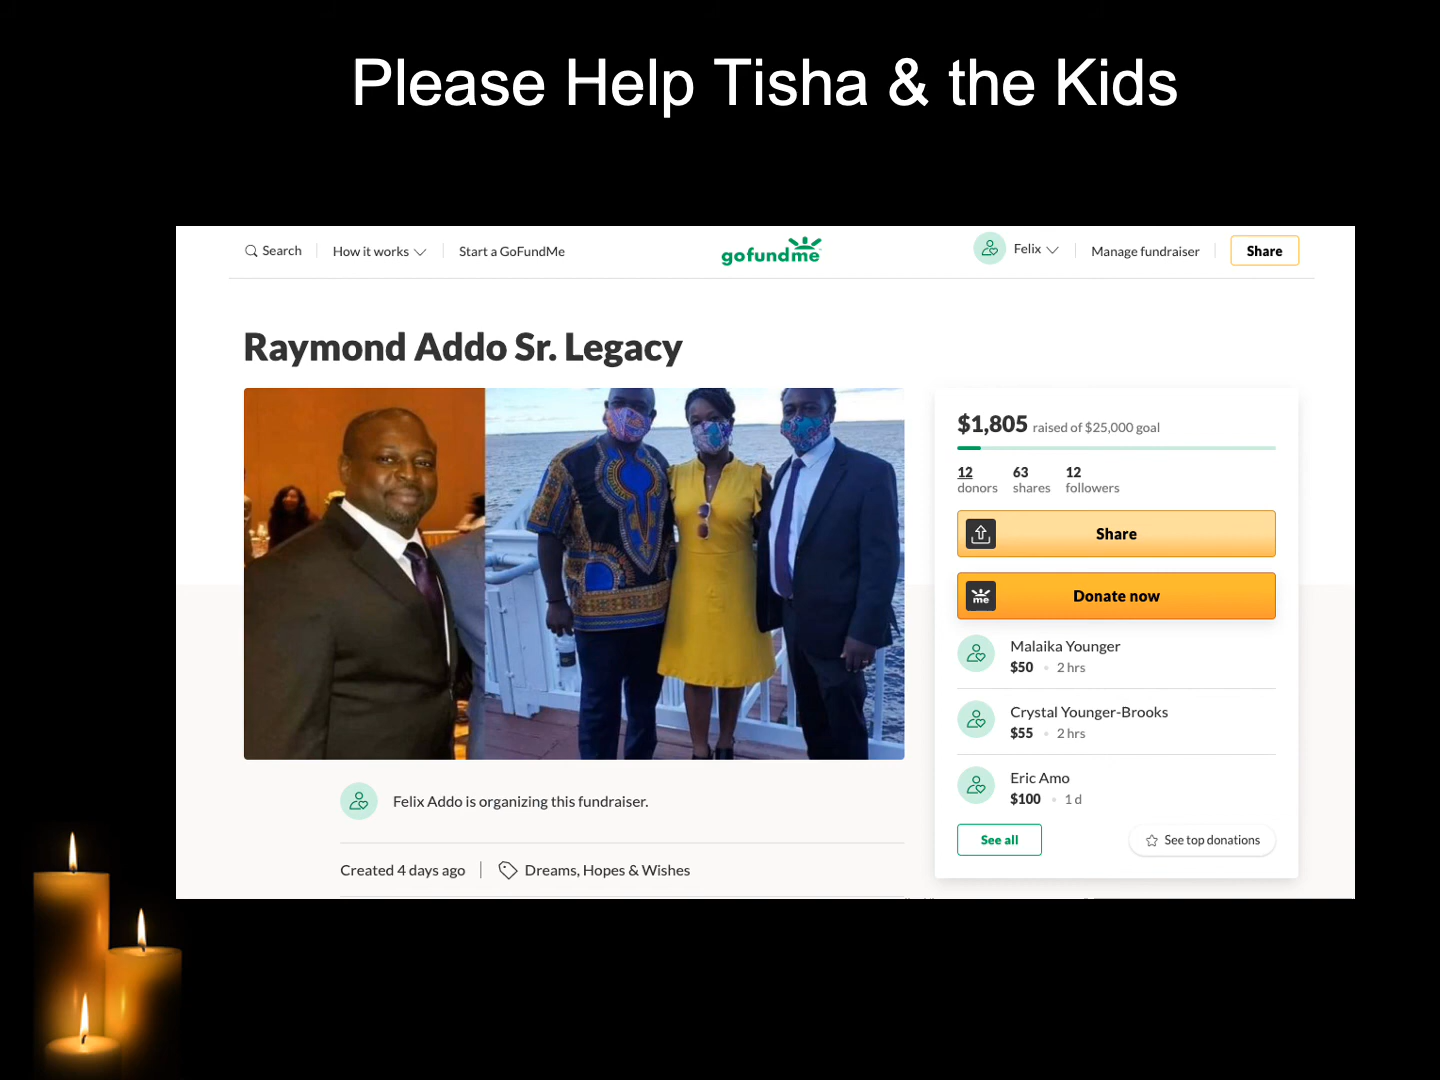 Please Help Tisha & the Kids
Search
How it works
Start a GoFundMe
gofundme
Felix
Manage fundraiser
Share
Raymond Addo Sr. Legacy
$1,805 raised of $25,000 goal
12 donors
63 shares
12 followers
Share
me
Donate now
Malaika Younger
$50 • 2 hrs
Crystal Younger-Brooks
$55 • 2 hrs
Eric Amo
$100 • 1 d
See all
See top donations
Felix Addo is organizing this fundraiser.
Created 4 days ago
Dreams, Hopes & Wishes